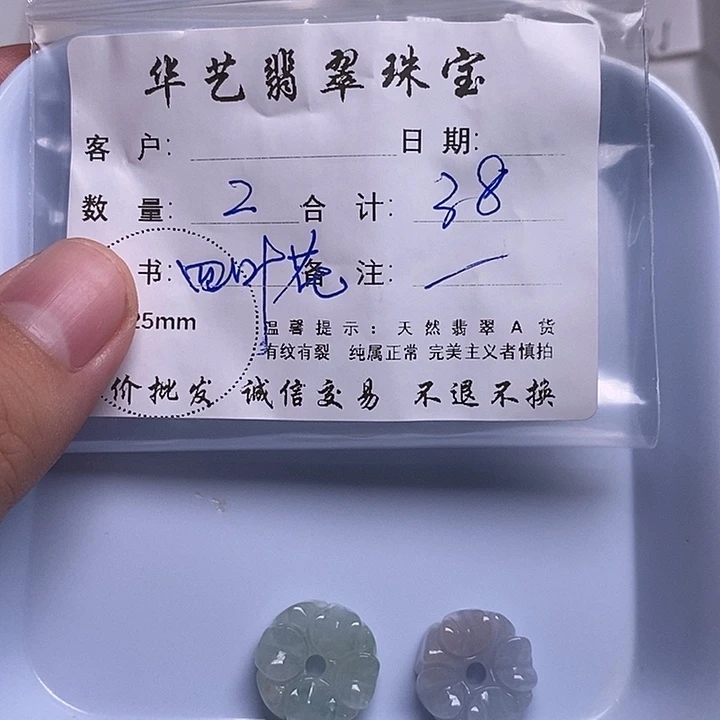 华艺翡翠珠宝
客 户： 日 期：
数 量： 2 合 计： 38
书： 四叶花 备 注： 一
25mm
温馨提示：天然翡翠A货
有纹有裂 纯属正常 完美主义者慎拍
价批发 诚信交易 不退不换